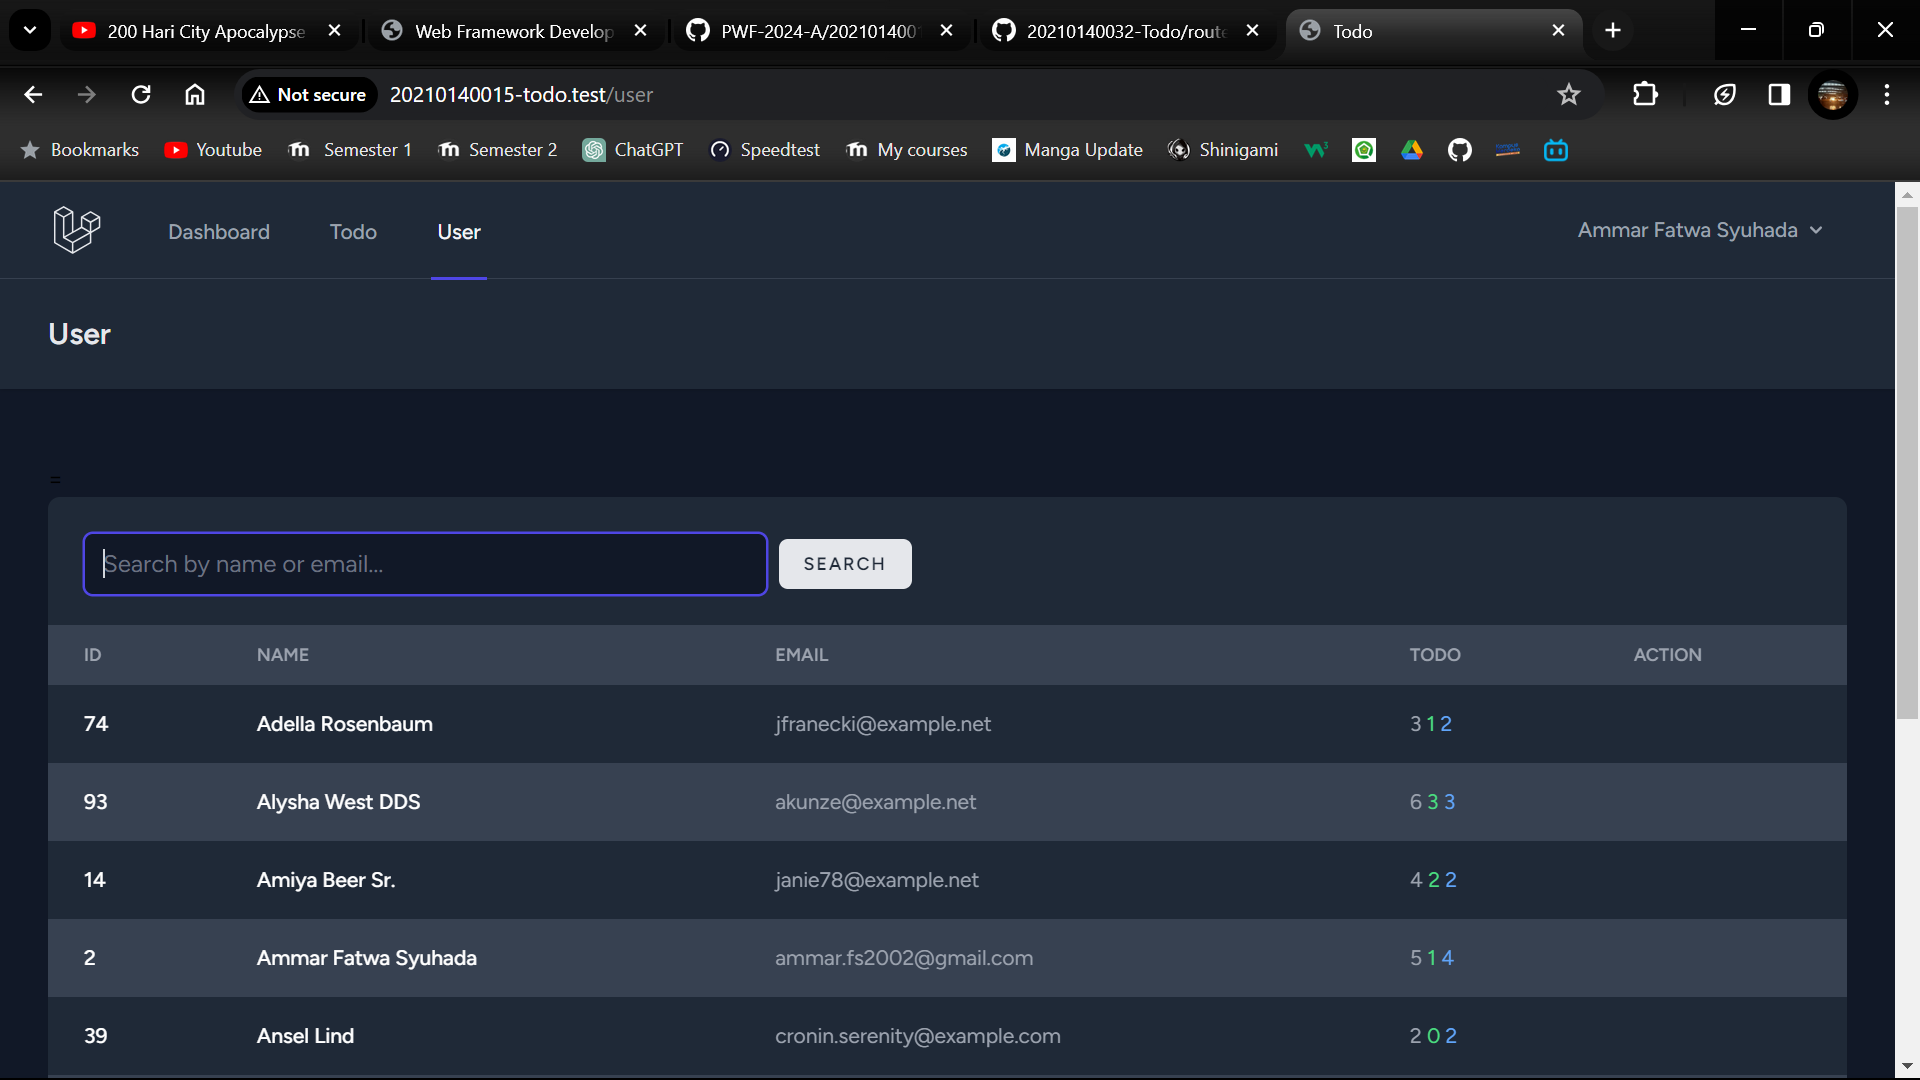 200 Hari City Apocalypse
Web Framework Develop
PWF-2024-A/2021014001
20210140032-Todo/route
Todo
Not secure
20210140015-todo.test/user
Bookmarks
Youtube
Semester 1
Semester 2
ChatGPT
Speedtest
My courses
Manga Update
Shinigami
Dashboard
Todo
User
Ammar Fatwa Syuhada
User
=
Search by name or email...
SEARCH
ID NAME EMAIL TODO ACTION
74 Adella Rosenbaum jfranecki@example.net 3 1 2
93 Alysha West DDS akunze@example.net 6 3 3
14 Amiya Beer Sr. janie78@example.net 4 2 2
2 Ammar Fatwa Syuhada ammar.fs2002@gmail.com 5 1 4
39 Ansel Lind cronin.serenity@example.com 2 0 2